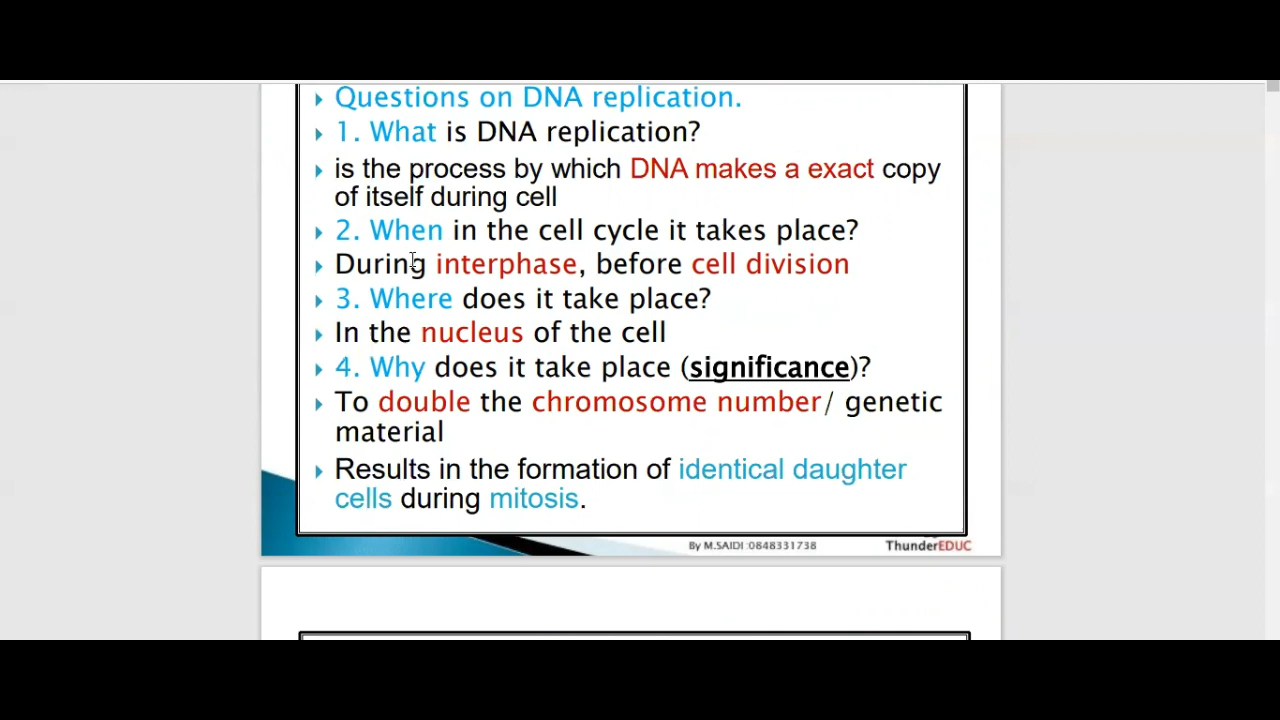 Questions on DNA replication.
1. What is DNA replication?
is the process by which DNA makes a exact copy
of itself during cell
2. When in the cell cycle it takes place?
During interphase, before cell division
3. Where does it take place?
In the nucleus of the cell
4. Why does it take place (significance)?
To double the chromosome number/ genetic
material
Results in the formation of identical daughter
cells during mitosis.
By M.SAIDI :0848331738
ThunderEDUC